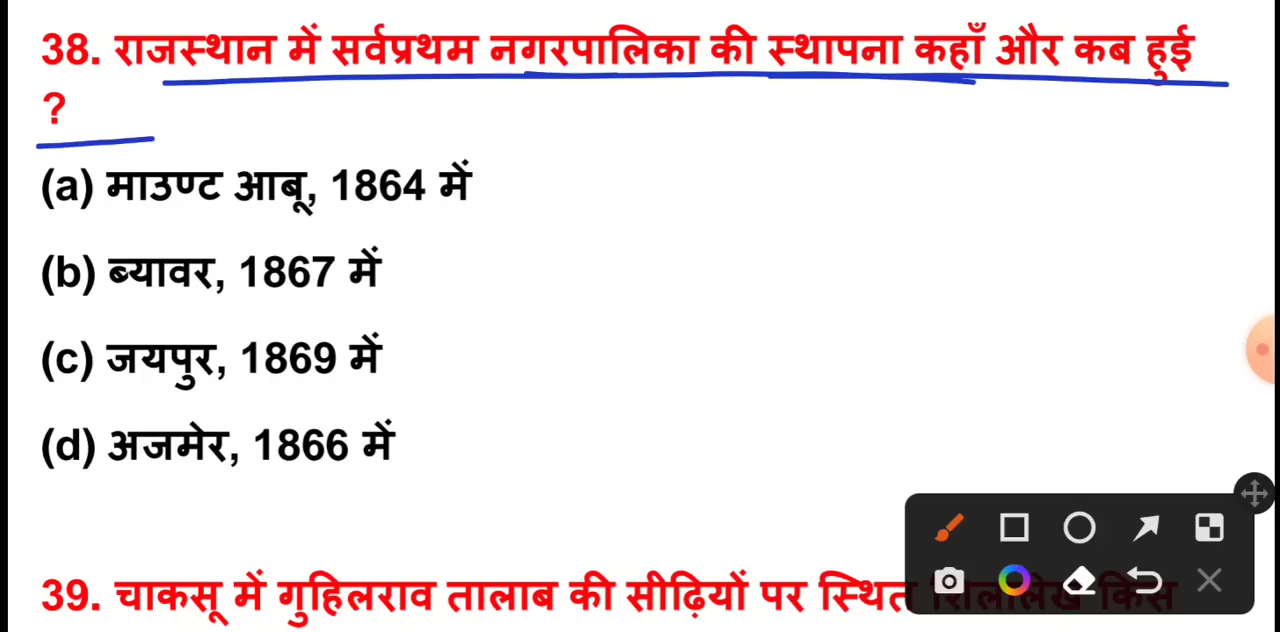 38. राजस्थान में सर्वप्रथम नगरपालिका की स्थापना कहाँ और कब हुई
?
(a) माउण्ट आबू, 1864 में
(b) ब्यावर, 1867 में
(c) जयपुर, 1869 में
(d) अजमेर, 1866 में
39. चाकसू में गुहिलराव तालाब की सीढ़ियों पर स्थित शिलालेख किस